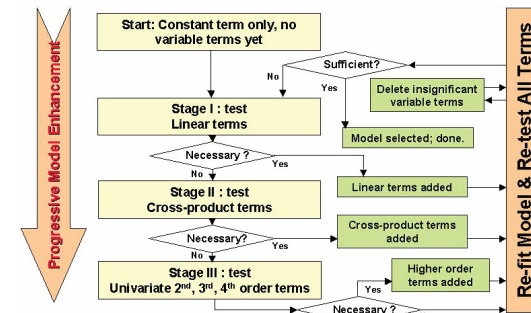 Progressive Model Enhancement
Start: Constant term only, no
variable terms yet
Sufficient?
No
Yes
Delete insignificant
variable terms
Stage I : test
Linear terms
Model selected; done.
Necessary ?
Yes
No
Linear terms added
Stage II : test
Cross-product terms
Necessary?
Yes
No
Cross-product terms
added
Stage III : test
Univariate 2nd, 3rd, 4th order terms
Higher order
terms added
Yes
Necessary ?
Re-fit Model & Re-test All Terms